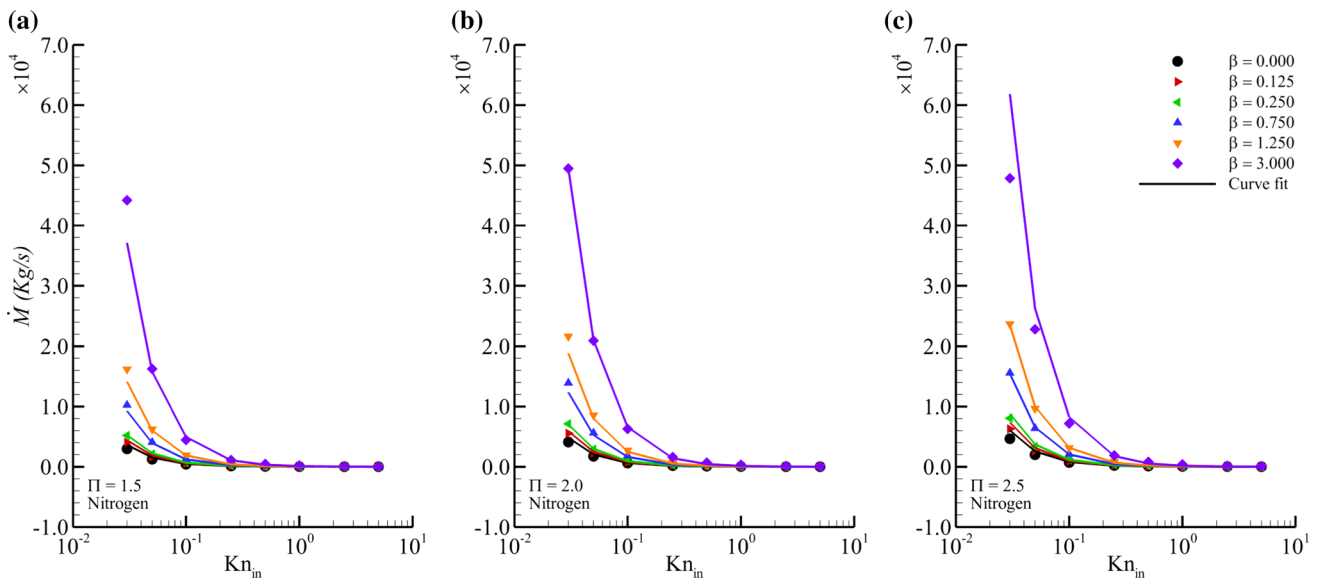 (a)
×10⁴
7.0
6.0
5.0
4.0
3.0
2.0
1.0
0.0
-1.0
Ṁ (Kg/s)
Π = 1.5
Nitrogen
10⁻² 10⁻¹ 10⁰ 10¹
Knᵢₙ
(b)
×10⁴
7.0
6.0
5.0
4.0
3.0
2.0
1.0
0.0
-1.0
Π = 2.0
Nitrogen
10⁻² 10⁻¹ 10⁰ 10¹
Knᵢₙ
(c)
×10⁴
7.0
6.0
5.0
4.0
3.0
2.0
1.0
0.0
-1.0
β = 0.000
β = 0.125
β = 0.250
β = 0.750
β = 1.250
β = 3.000
Curve fit
Π = 2.5
Nitrogen
10⁻² 10⁻¹ 10⁰ 10¹
Knᵢₙ